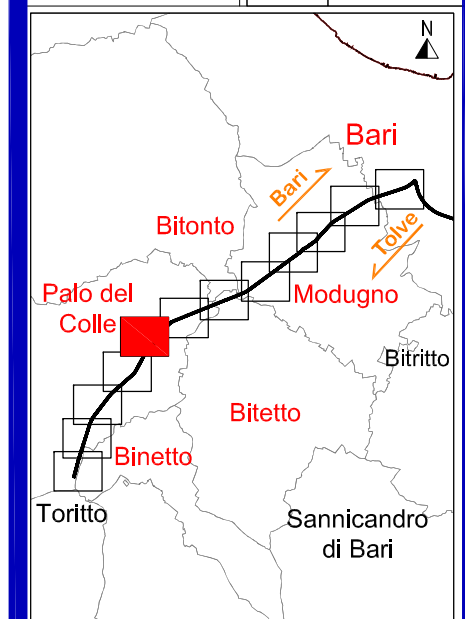 N
Bari
Bari
Tolve
Bitonto
Modugno
Palo del
Colle
Bitritto
Bitetto
Binetto
Toritto
Sannicandro
di Bari